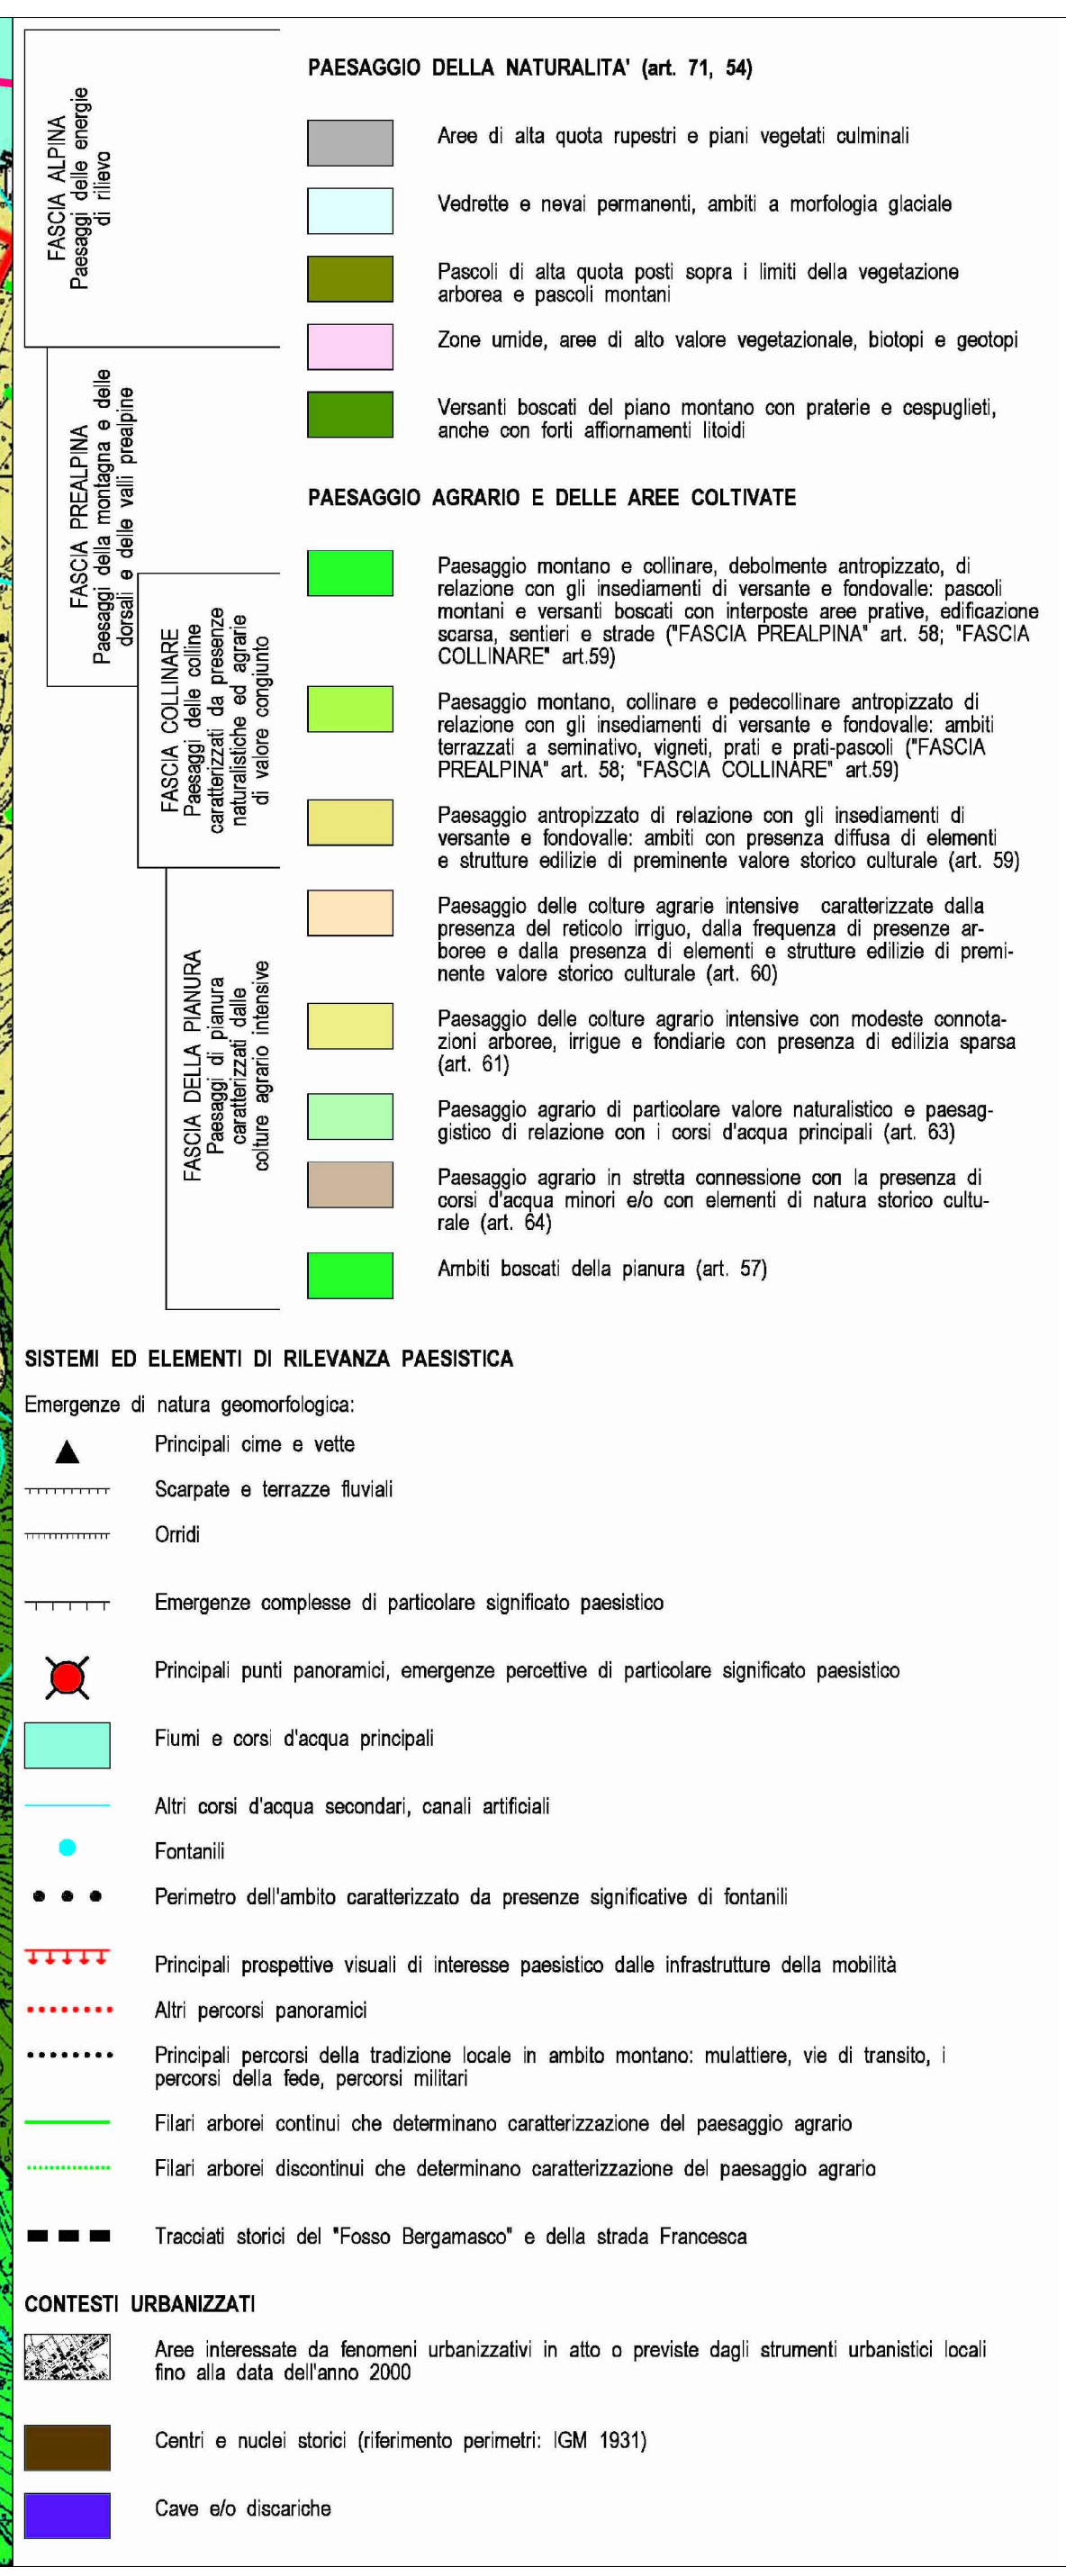 FASCIA ALPINA
Paesaggi delle energie
di rilievo
FASCIA PREALPINA
Paesaggi della montagna e delle
dorsali e delle valli prealpine
FASCIA COLLINARE
Paesaggi delle colline
caratterizzati da presenze
naturalistiche ed agrarie
di valore congiunto
FASCIA DELLA PIANURA
Paesaggi di pianura
caratterizzati dalle
colture agrario intensive
PAESAGGIO DELLA NATURALITA' (art. 71, 54)
Aree di alta quota rupestri e piani vegetati culminali
Vedrette e nevai permanenti, ambiti a morfologia glaciale
Pascoli di alta quota posti sopra i limiti della vegetazione
arborea e pascoli montani
Zone umide, aree di alto valore vegetazionale, biotopi e geotopi
Versanti boscati del piano montano con praterie e cespuglieti,
anche con forti affiornamenti litoidi
PAESAGGIO AGRARIO E DELLE AREE COLTIVATE
Paesaggio montano e collinare, debolmente antropizzato, di
relazione con gli insediamenti di versante e fondovalle: pascoli
montani e versanti boscati con interposte aree prative, edificazione
scarsa, sentieri e strade ("FASCIA PREALPINA" art. 58; "FASCIA
COLLINARE" art.59)
Paesaggio montano, collinare e pedecollinare antropizzato di
relazione con gli insediamenti di versante e fondovalle: ambiti
terrazzati a seminativo, vigneti, prati e prati-pascoli ("FASCIA
PREALPINA" art. 58; "FASCIA COLLINARE" art.59)
Paesaggio antropizzato di relazione con gli insediamenti di
versante e fondovalle: ambiti con presenza diffusa di elementi
e strutture edilizie di preminente valore storico culturale (art. 59)
Paesaggio delle colture agrarie intensive caratterizzate dalla
presenza del reticolo irriguo, dalla frequenza di presenze ar-
boree e dalla presenza di elementi e strutture edilizie di premi-
nente valore storico culturale (art. 60)
Paesaggio delle colture agrario intensive con modeste connota-
zioni arboree, irrigue e fondiarie con presenza di edilizia sparsa
(art. 61)
Paesaggio agrario di particolare valore naturalistico e paesag-
gistico di relazione con i corsi d'acqua principali (art. 63)
Paesaggio agrario in stretta connessione con la presenza di
corsi d'acqua minori e/o con elementi di natura storico cultu-
rale (art. 64)
Ambiti boscati della pianura (art. 57)
SISTEMI ED ELEMENTI DI RILEVANZA PAESISTICA
Emergenze di natura geomorfologica:
Principali cime e vette
Scarpate e terrazze fluviali
Orridi
Emergenze complesse di particolare significato paesistico
Principali punti panoramici, emergenze percettive di particolare significato paesistico
Fiumi e corsi d'acqua principali
Altri corsi d'acqua secondari, canali artificiali
Fontanili
Perimetro dell'ambito caratterizzato da presenze significative di fontanili
Principali prospettive visuali di interesse paesistico dalle infrastrutture della mobilità
Altri percorsi panoramici
Principali percorsi della tradizione locale in ambito montano: mulattiere, vie di transito, i
percorsi della fede, percorsi militari
Filari arborei continui che determinano caratterizzazione del paesaggio agrario
Filari arborei discontinui che determinano caratterizzazione del paesaggio agrario
Tracciati storici del "Fosso Bergamasco" e della strada Francesca
CONTESTI URBANIZZATI
Aree interessate da fenomeni urbanizzativi in atto o previste dagli strumenti urbanistici locali
fino alla data dell'anno 2000
Centri e nuclei storici (riferimento perimetri: IGM 1931)
Cave e/o discariche